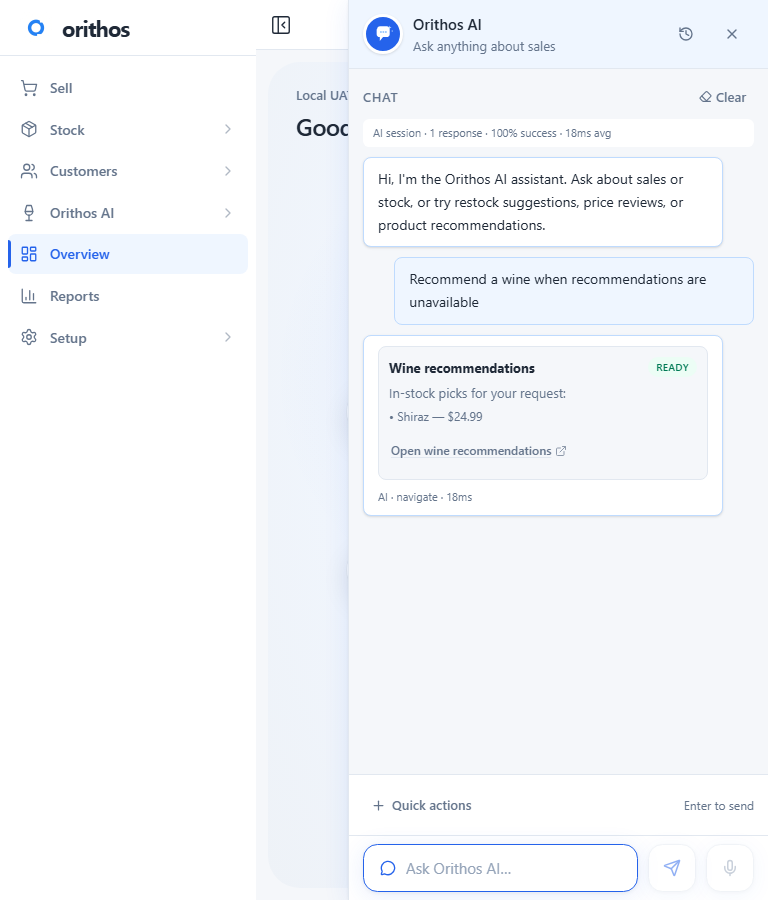 orithos
Sell
Stock
Customers
Orithos AI
Overview
Reports
Setup
Local UA
Good
Orithos AI
Ask anything about sales
CHAT
Clear
AI session · 1 response · 100% success · 18ms avg
Hi, I'm the Orithos AI assistant. Ask about sales or
stock, or try restock suggestions, price reviews, or
product recommendations.
Recommend a wine when recommendations are
unavailable
Wine recommendations
READY
In-stock picks for your request:
• Shiraz — $24.99
Open wine recommendations
AI · navigate · 18ms
Quick actions
Enter to send
Ask Orithos AI...